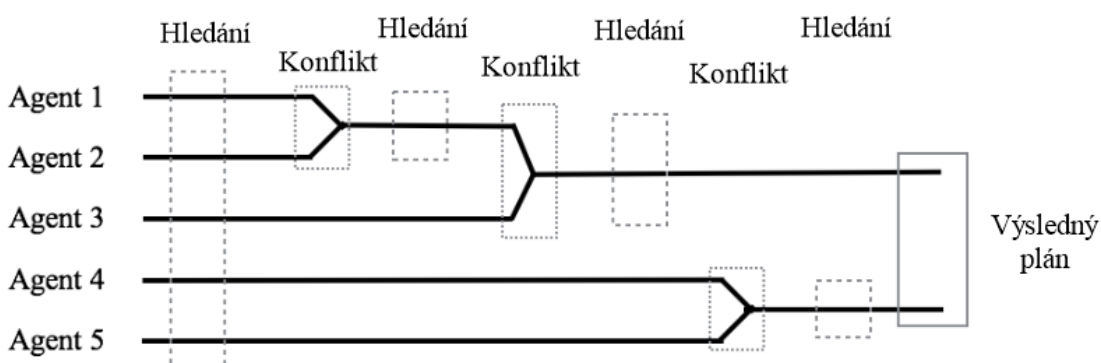 Hledání
Hledání
Hledání
Hledání
Konflikt
Konflikt
Konflikt
Agent 1
Agent 2
Agent 3
Agent 4
Agent 5
Výsledný
plán